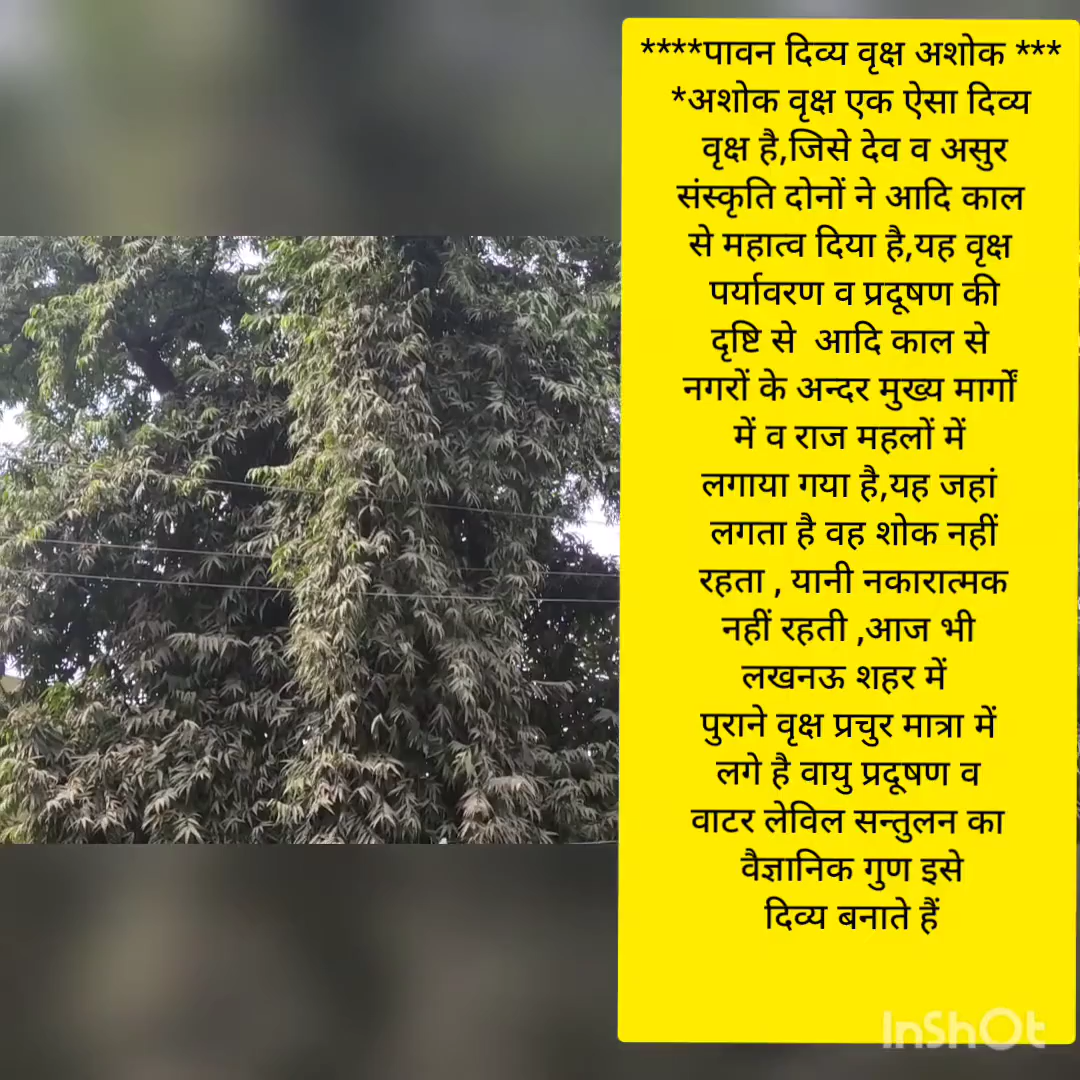 ****पावन दिव्य वृक्ष अशोक ***
*अशोक वृक्ष एक ऐसा दिव्य
वृक्ष है,जिसे देव व असुर
संस्कृति दोनों ने आदि काल
से महात्व दिया है,यह वृक्ष
पर्यावरण व प्रदूषण की
दृष्टि से  आदि काल से
नगरों के अन्दर मुख्य मार्गों
में व राज महलों में
लगाया गया है,यह जहां
लगता है वह शोक नहीं
रहता , यानी नकारात्मक
नहीं रहती ,आज भी
लखनऊ शहर में
पुराने वृक्ष प्रचुर मात्रा में
लगे है वायु प्रदूषण व
वाटर लेविल सन्तुलन का
वैज्ञानिक गुण इसे
दिव्य बनाते हैं
InShOt